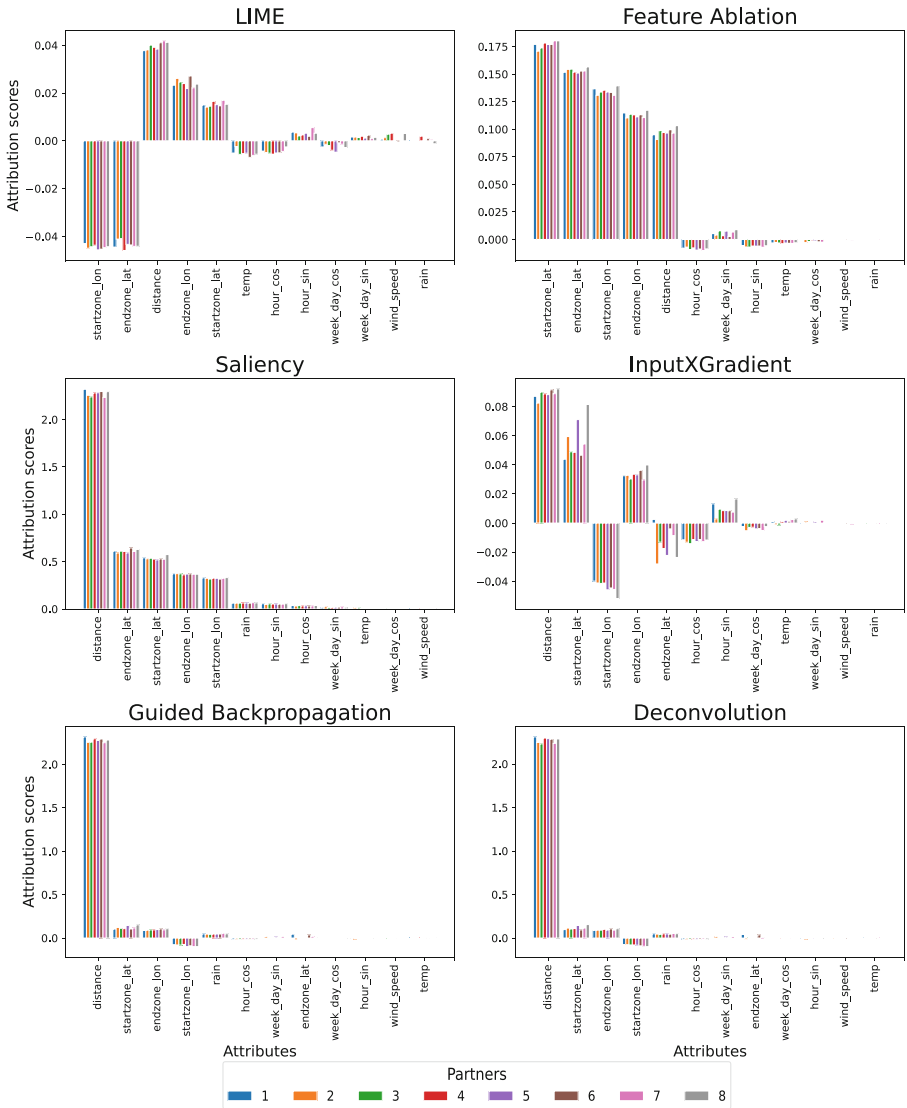 LIME
Feature Ablation
Attribution scores
0.04
0.02
0.00
−0.02
−0.04
startzone_lon
endzone_lat
distance
endzone_lon
startzone_lat
temp
hour_cos
hour_sin
week_day_cos
week_day_sin
wind_speed
rain
0.175
0.150
0.125
0.100
0.075
0.050
0.025
0.000
startzone_lat
endzone_lat
startzone_lon
endzone_lon
distance
hour_cos
week_day_sin
hour_sin
temp
week_day_cos
wind_speed
rain
Saliency
InputXGradient
Attribution scores
2.0
1.5
1.0
0.5
0.0
distance
endzone_lat
startzone_lat
endzone_lon
startzone_lon
rain
hour_sin
hour_cos
week_day_sin
temp
week_day_cos
wind_speed
0.08
0.06
0.04
0.02
0.00
−0.02
−0.04
distance
startzone_lat
startzone_lon
endzone_lon
endzone_lat
hour_cos
hour_sin
week_day_cos
temp
week_day_sin
wind_speed
rain
Guided Backpropagation
Deconvolution
Attribution scores
2.0
1.5
1.0
0.5
0.0
distance
startzone_lat
endzone_lon
startzone_lon
rain
hour_cos
week_day_sin
endzone_lat
week_day_cos
hour_sin
wind_speed
temp
2.0
1.5
1.0
0.5
0.0
distance
startzone_lat
endzone_lon
startzone_lon
rain
hour_cos
week_day_sin
endzone_lat
week_day_cos
hour_sin
wind_speed
temp
Attributes
Attributes
Partners
1 2 3 4 5 6 7 8